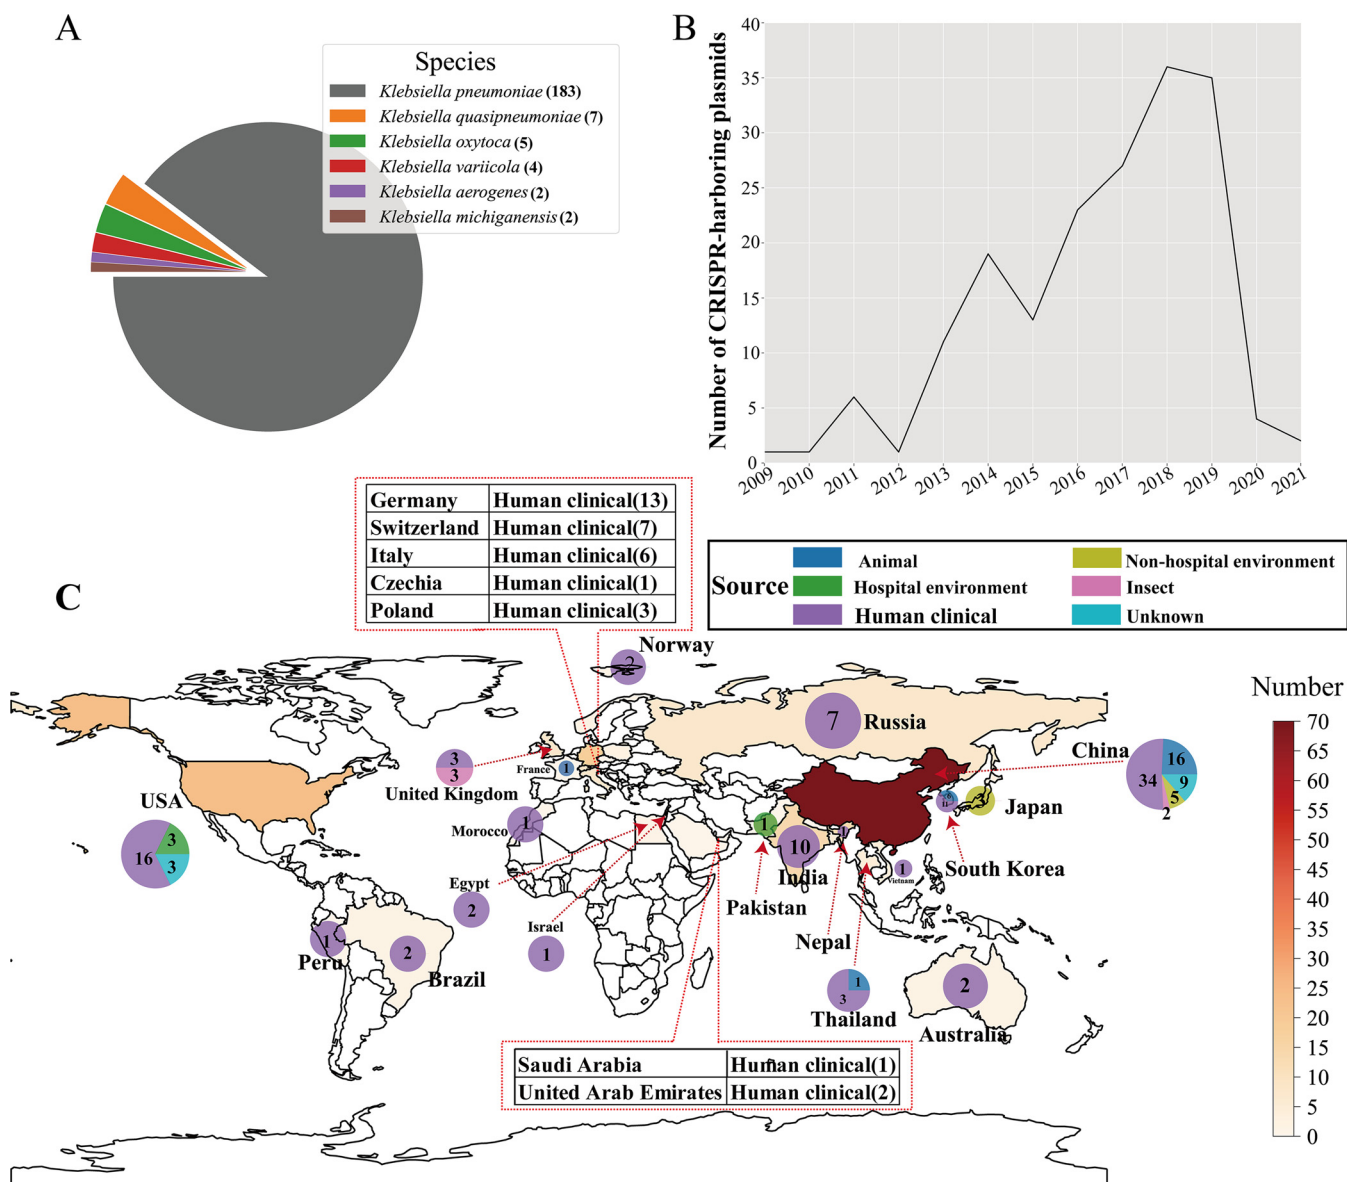 A
Species
Klebsiella pneumoniae (183)
Klebsiella quasipneumoniae (7)
Klebsiella oxytoca (5)
Klebsiella variicola (4)
Klebsiella aerogenes (2)
Klebsiella michiganensis (2)
B
Number of CRISPR-harboring plasmids
40
35
30
25
20
15
10
5
0
2009 2010 2011 2012 2013 2014 2015 2016 2017 2018 2019 2020 2021
C
Germany Human clinical(13)
Switzerland Human clinical(7)
Italy Human clinical(6)
Czechia Human clinical(1)
Poland Human clinical(3)
Source
Animal
Hospital environment
Human clinical
Non-hospital environment
Insect
Unknown
Norway
2
7
Russia
China
16
34
9
5
2
3
3
United Kingdom
France
1
USA
16
3
3
Morocco
1
Egypt
2
Israel
1
1
Pakistan
10
India
1
Nepal
3
Japan
South Korea
1
Vietnam
1
3
Thailand
1
Peru
2
Brazil
2
Australia
Saudi Arabia Human clinical(1)
United Arab Emirates Human clinical(2)
Number
70
65
60
55
50
45
40
35
30
25
20
15
10
5
0